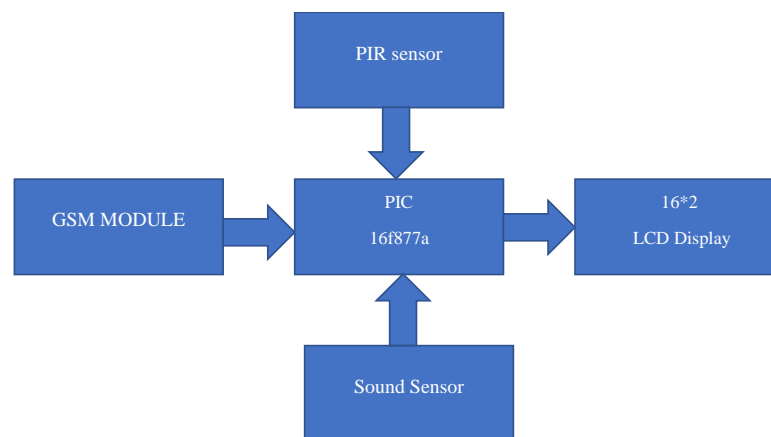 PIR sensor
GSM MODULE
PIC
16f877a
16*2
LCD Display
Sound Sensor